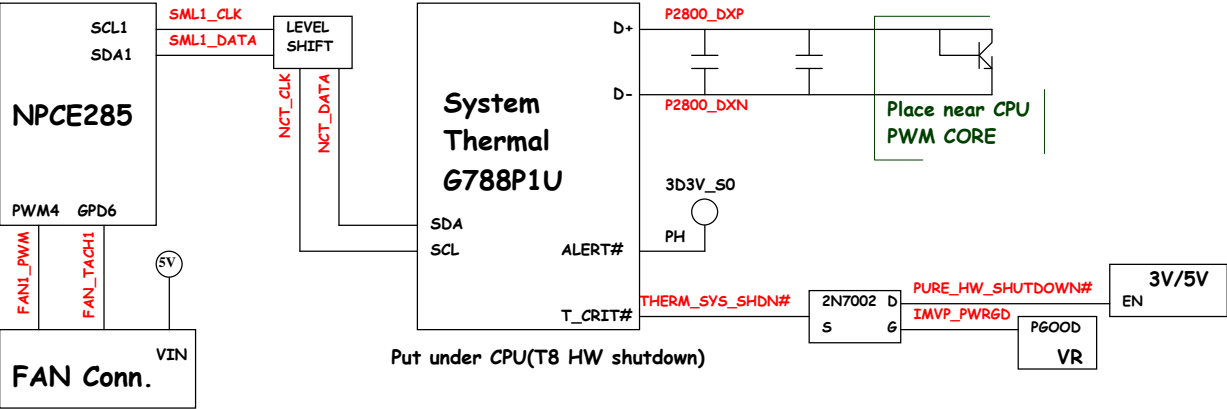 SCL1
SDA1
NPCE285
PWM4 GPD6
SML1_CLK
SML1_DATA
LEVEL
SHIFT
NCT_CLK
NCT_DATA
FAN1_PWM
FAN_TACH1
5V
VIN
FAN Conn.
System
Thermal
G788P1U
D+
D-
SDA
SCL
ALERT#
T_CRIT#
Put under CPU(T8 HW shutdown)
P2800_DXP
P2800_DXN
Place near CPU
PWM CORE
3D3V_S0
PH
THERM_SYS_SHDN#
2N7002 D
S G
PURE_HW_SHUTDOWN#
IMVP_PWRGD
3V/5V
EN
PGOOD
VR